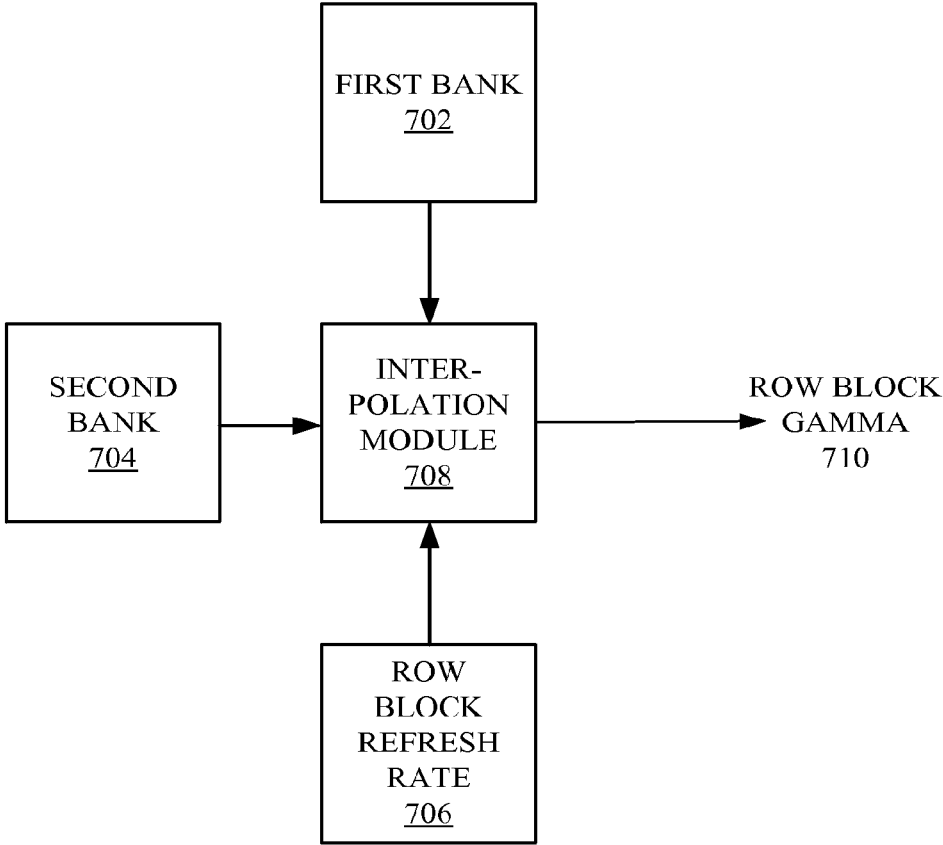 FIRST BANK
702
SECOND
BANK
704
INTER-
POLATION
MODULE
708
ROW BLOCK
GAMMA
710
ROW
BLOCK
REFRESH
RATE
706